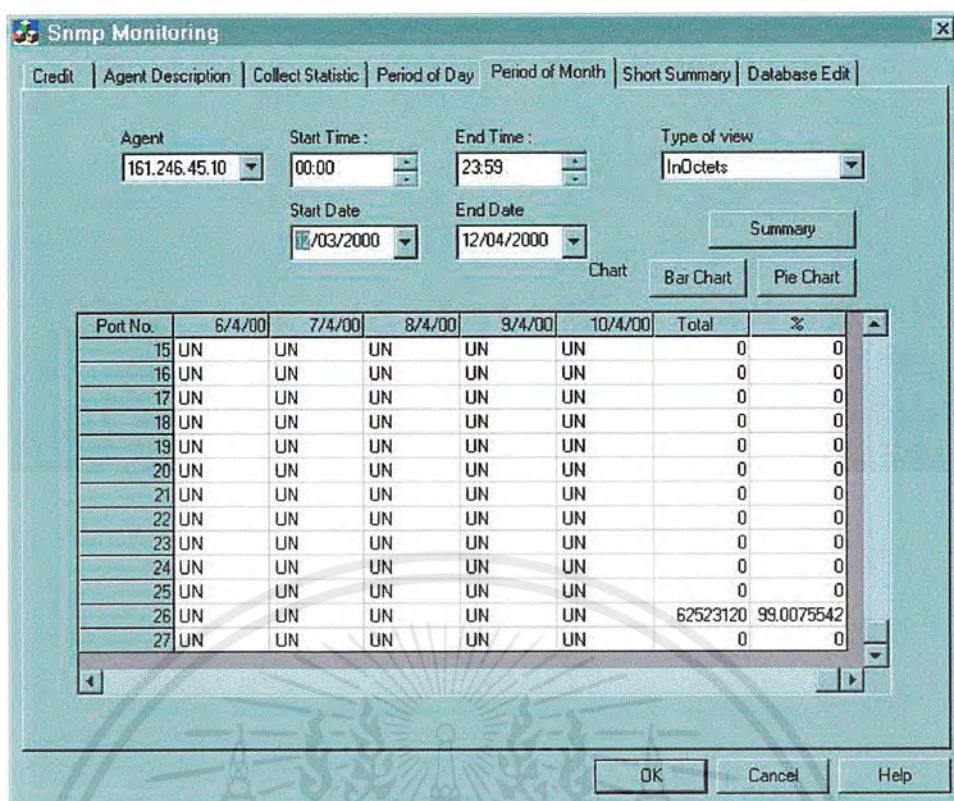 Snmp Monitoring
Credit Agent Description Collect Statistic Period of Day Period of Month Short Summary Database Edit
Agent Start Time : End Time : Type of view
161.246.45.10 00:00 23:59 InOctets
Start Date End Date
12/03/2000 12/04/2000 Summary
Chart Bar Chart Pie Chart
Port No. 6/4/00 7/4/00 8/4/00 9/4/00 10/4/00 Total %
15 UN UN UN UN UN 0 0
16 UN UN UN UN UN 0 0
17 UN UN UN UN UN 0 0
18 UN UN UN UN UN 0 0
19 UN UN UN UN UN 0 0
20 UN UN UN UN UN 0 0
21 UN UN UN UN UN 0 0
22 UN UN UN UN UN 0 0
23 UN UN UN UN UN 0 0
24 UN UN UN UN UN 0 0
25 UN UN UN UN UN 0 0
26 UN UN UN UN UN 62523120 99.0075542
27 UN UN UN UN UN 0 0
OK Cancel Help